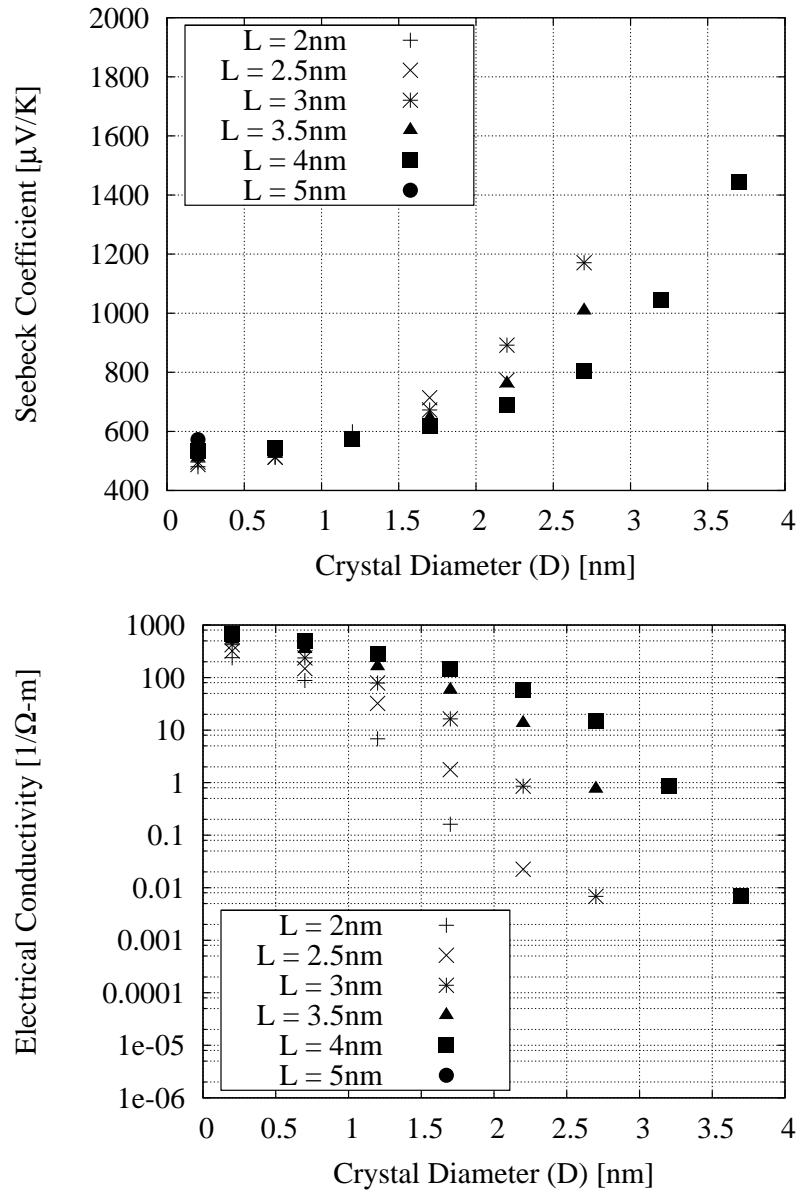 2000
1800
1600
1400
1200
1000
800
600
400
Seebeck Coefficient [µV/K]
L = 2nm
L = 2.5nm
L = 3nm
L = 3.5nm
L = 4nm
L = 5nm
0 0.5 1 1.5 2 2.5 3 3.5 4
Crystal Diameter (D) [nm]
1000
100
10
1
0.1
0.01
0.001
0.0001
1e-05
1e-06
Electrical Conductivity [1/Ω-m]
L = 2nm
L = 2.5nm
L = 3nm
L = 3.5nm
L = 4nm
L = 5nm
0 0.5 1 1.5 2 2.5 3 3.5 4
Crystal Diameter (D) [nm]